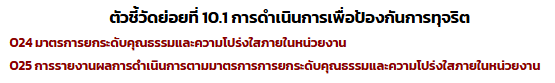 ตัวชี้วัดย่อยที่ 10.1 การดำเนินการเพื่อป้องกันการทุจริต
O24 มาตรการยกระดับคุณธรรมและความโปร่งใสภายในหน่วยงาน
O25 การรายงานผลการดำเนินการตามมาตรการการยกระดับคุณธรรมและความโปร่งใสภายในหน่วยงาน